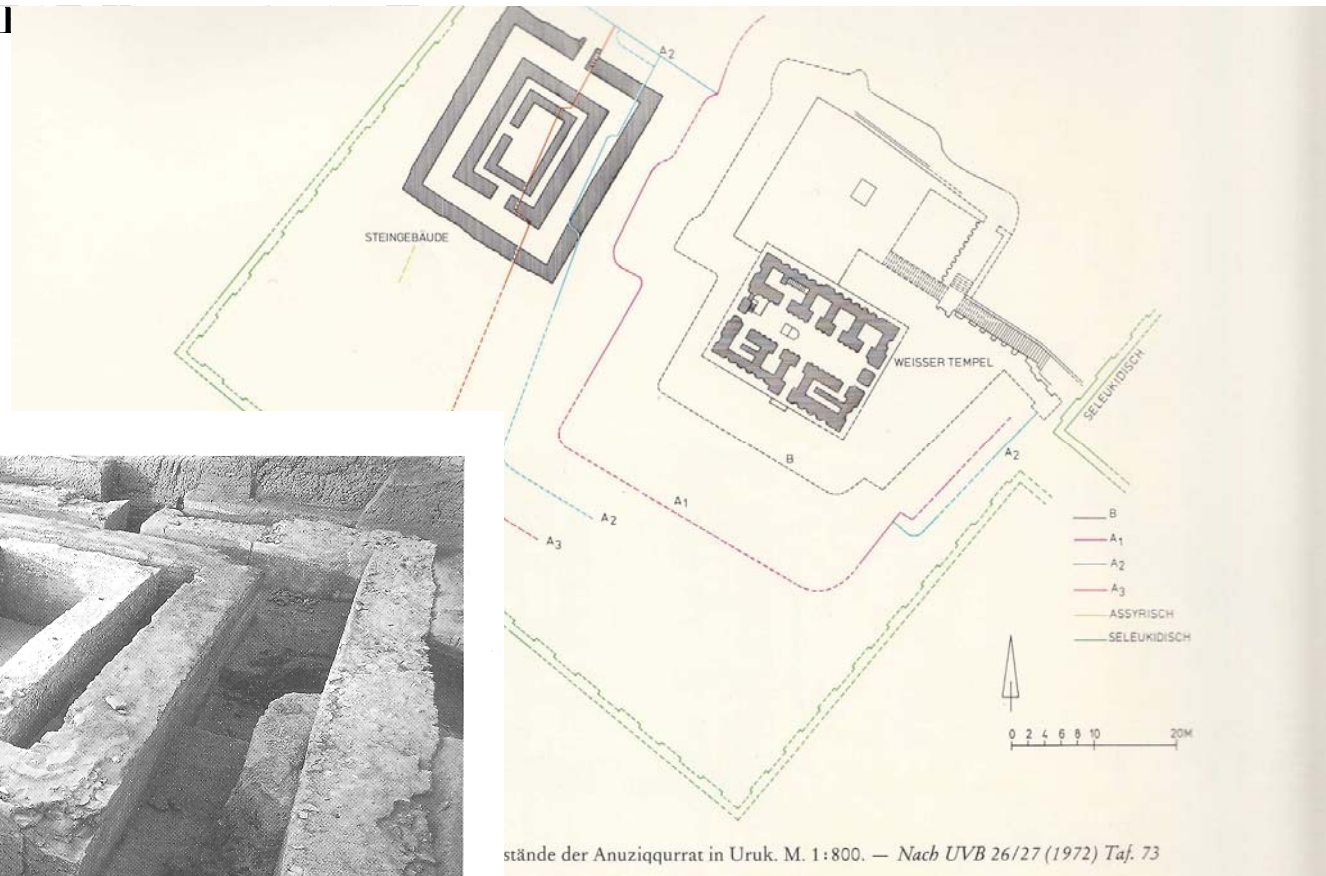 A2
STEINGEBÄUDE
WEISSER TEMPEL
SELEUKIDISCH
B
A1
A2
A2
A3
B
A1
A2
A3
ASSYRISCH
SELEUKIDISCH
0 2 4 6 8 10 20M
stände der Anuziqqurrat in Uruk. M. 1:800. — Nach UVB 26/27 (1972) Taf. 73